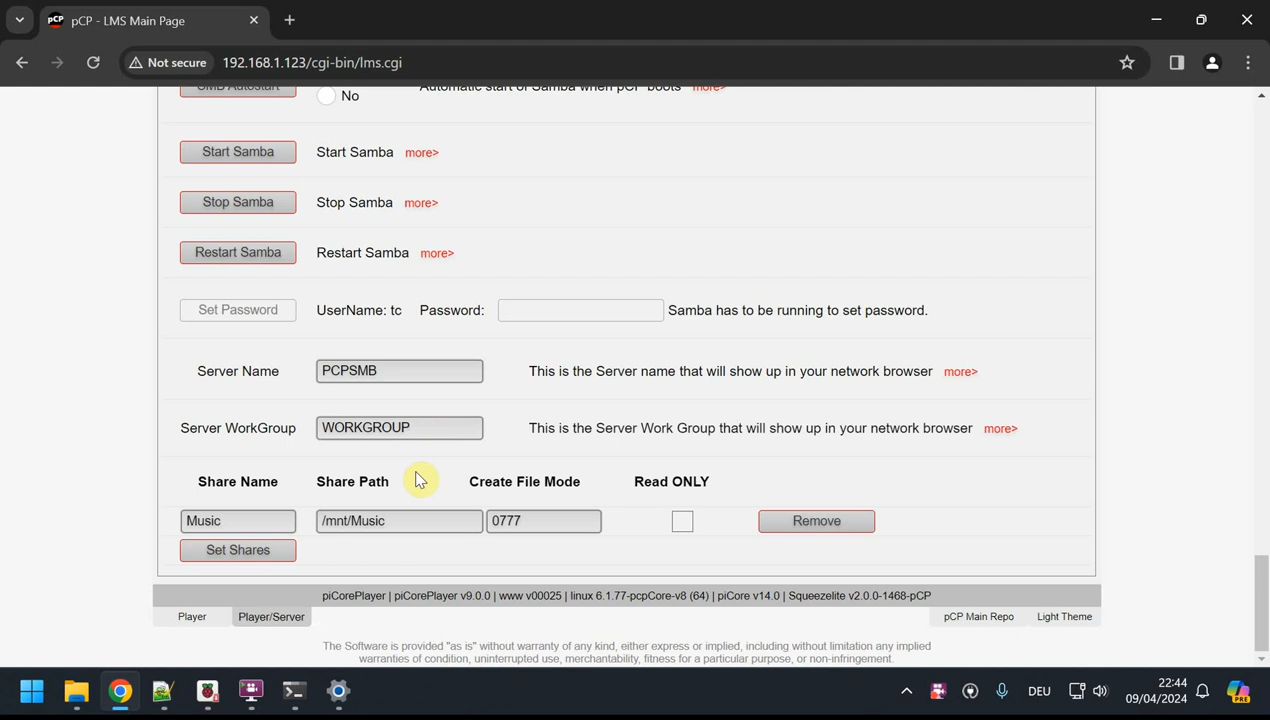 pCP - LMS Main Page
Not secure 192.168.1.123/cgi-bin/lms.cgi
SMB Autostart No Automatic start of Samba when pCP boots more>
Start Samba Start Samba more>
Stop Samba Stop Samba more>
Restart Samba Restart Samba more>
Set Password UserName: tc Password: Samba has to be running to set password.
Server Name PCPSMB This is the Server name that will show up in your network browser more>
Server WorkGroup WORKGROUP This is the Server Work Group that will show up in your network browser more>
Share Name Share Path Create File Mode Read ONLY
Music /mnt/Music 0777 Remove
Set Shares
piCorePlayer | piCorePlayer v9.0.0 | www v00025 | linux 6.1.77-pcpCore-v8 (64) | piCore v14.0 | Squeezelite v2.0.0-1468-pCP
Player Player/Server pCP Main Repo Light Theme
The Software is provided "as is" without warranty of any kind, either express or implied, including without limitation any implied
warranties of condition, uninterrupted use, merchantability, fitness for a particular purpose, or non-infringement.
DEU 22:44
09/04/2024
PRE